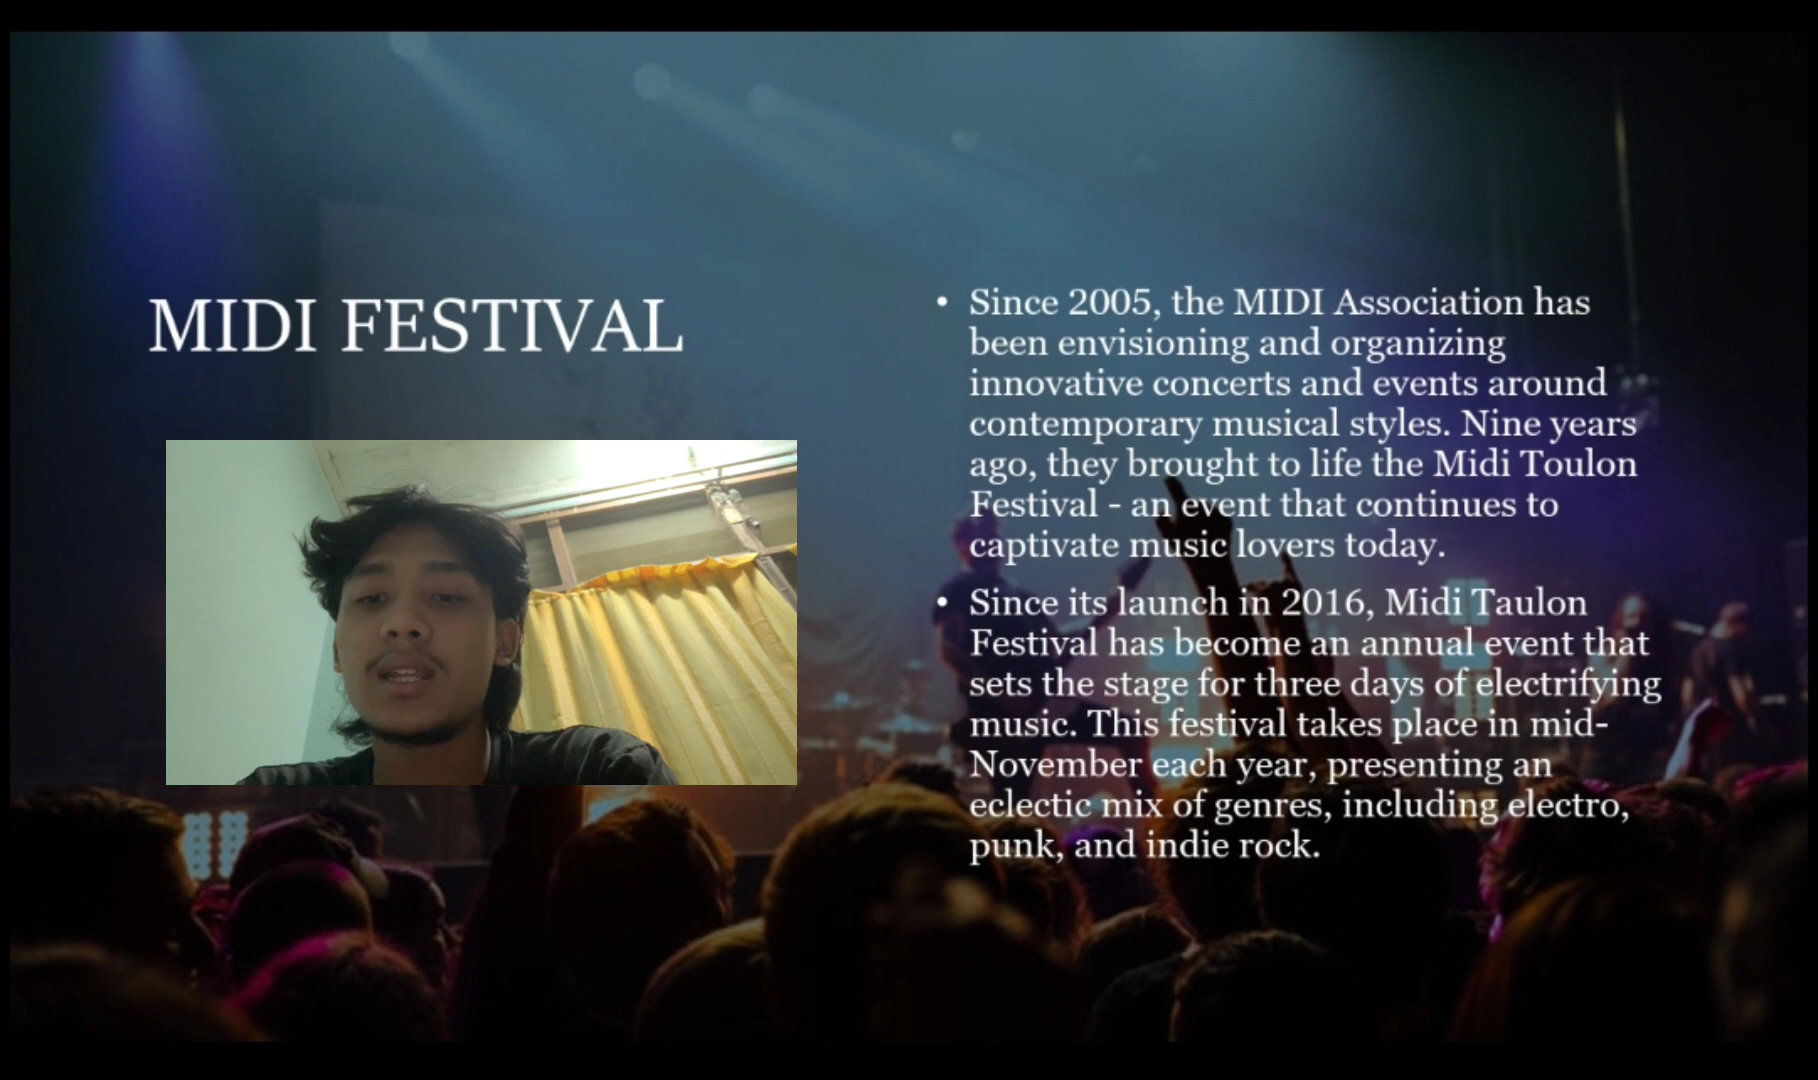 MIDI FESTIVAL
• Since 2005, the MIDI Association has
been envisioning and organizing
innovative concerts and events around
contemporary musical styles. Nine years
ago, they brought to life the Midi Toulon
Festival - an event that continues to
captivate music lovers today.
• Since its launch in 2016, Midi Taulon
Festival has become an annual event that
sets the stage for three days of electrifying
music. This festival takes place in mid-
November each year, presenting an
eclectic mix of genres, including electro,
punk, and indie rock.